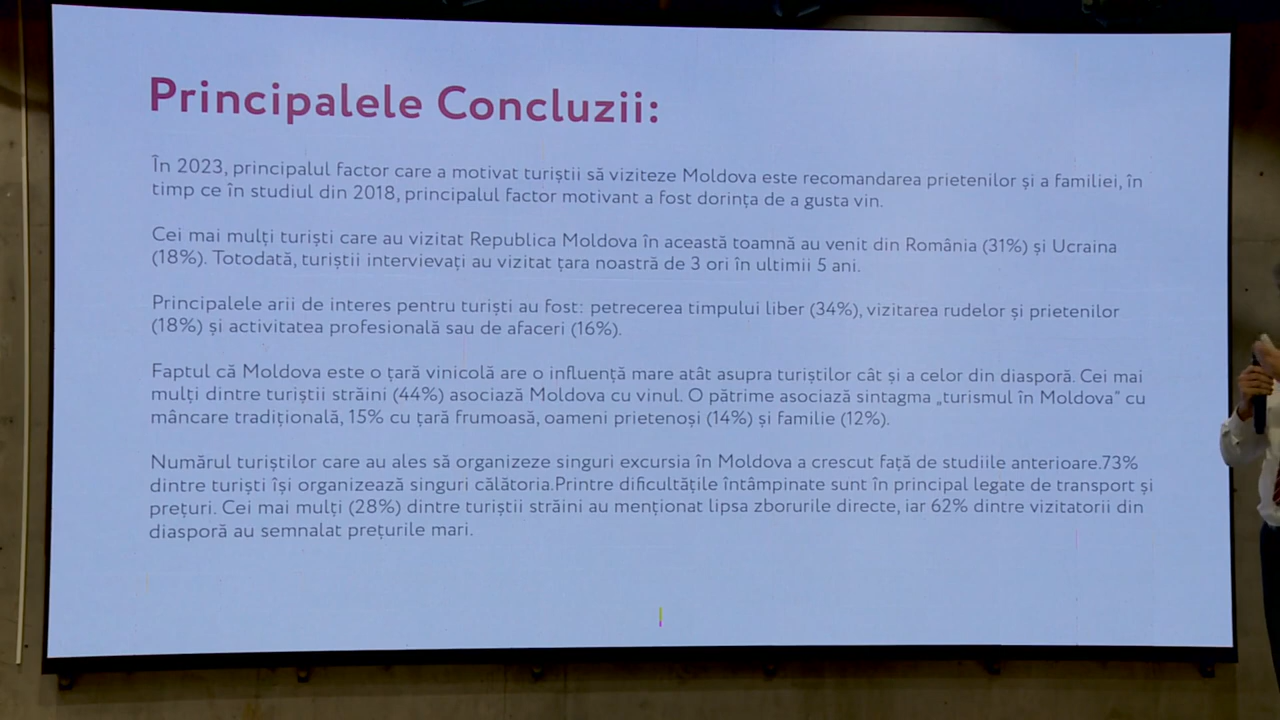 Principalele Concluzii:
În 2023, principalul factor care a motivat turiștii să viziteze Moldova este recomandarea prietenilor și a familiei, în
timp ce în studiul din 2018, principalul factor motivant a fost dorința de a gusta vin.
Cei mai mulți turiști care au vizitat Republica Moldova în această toamnă au venit din România (31%) și Ucraina
(18%). Totodată, turiștii intervievați au vizitat țara noastră de 3 ori în ultimii 5 ani.
Principalele arii de interes pentru turiști au fost: petrecerea timpului liber (34%), vizitarea rudelor și prietenilor
(18%) și activitatea profesională sau de afaceri (16%).
Faptul că Moldova este o țară vinicolă are o influență mare atât asupra turiștilor cât și a celor din diasporă. Cei mai
mulți dintre turiștii străini (44%) asociază Moldova cu vinul. O pătrime asociază sintagma „turismul în Moldova” cu
mâncare tradițională, 15% cu țară frumoasă, oameni prietenoși (14%) și familie (12%).
Numărul turiștilor care au ales să organizeze singuri excursia în Moldova a crescut față de studiile anterioare.73%
dintre turiști își organizează singuri călătoria.Printre dificultățile întâmpinate sunt în principal legate de transport și
prețuri. Cei mai mulți (28%) dintre turiștii străini au menționat lipsa zborurile directe, iar 62% dintre vizitatorii din
diasporă au semnalat prețurile mari.